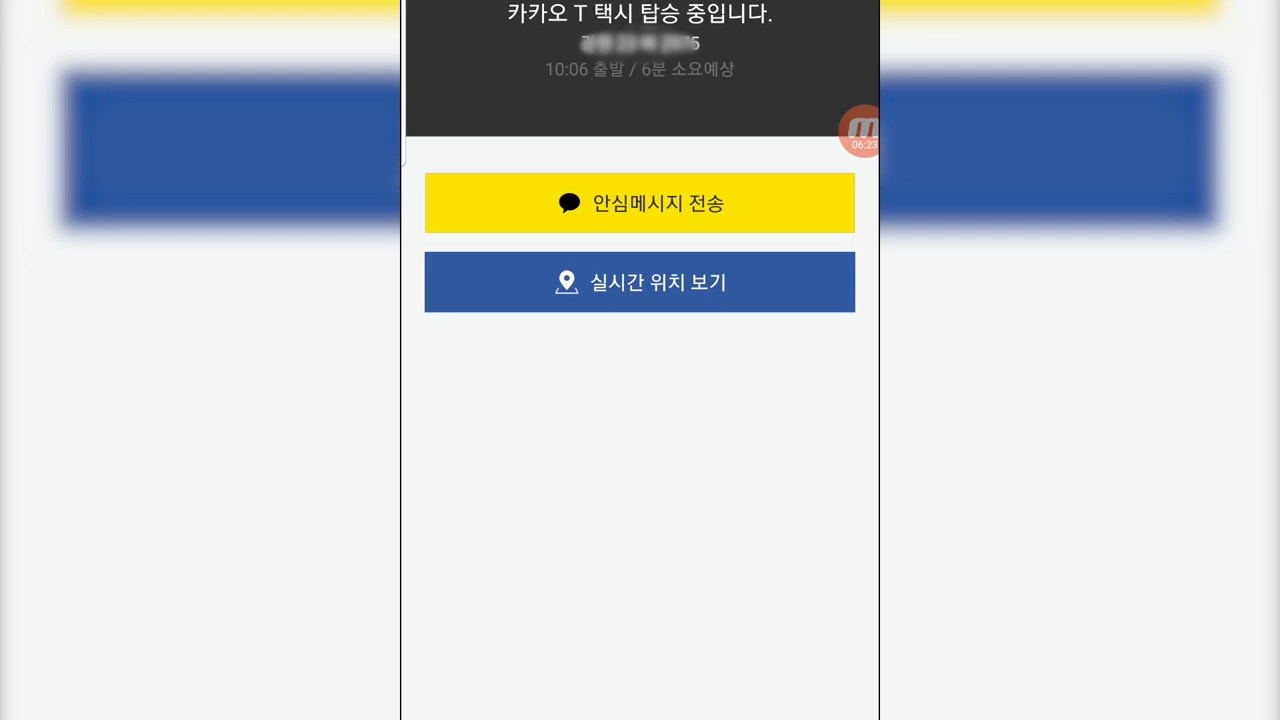 카카오 T 택시 탑승 중입니다.
10:06 출발 / 6분 소요예상
m
06:23
안심메시지 전송
실시간 위치 보기